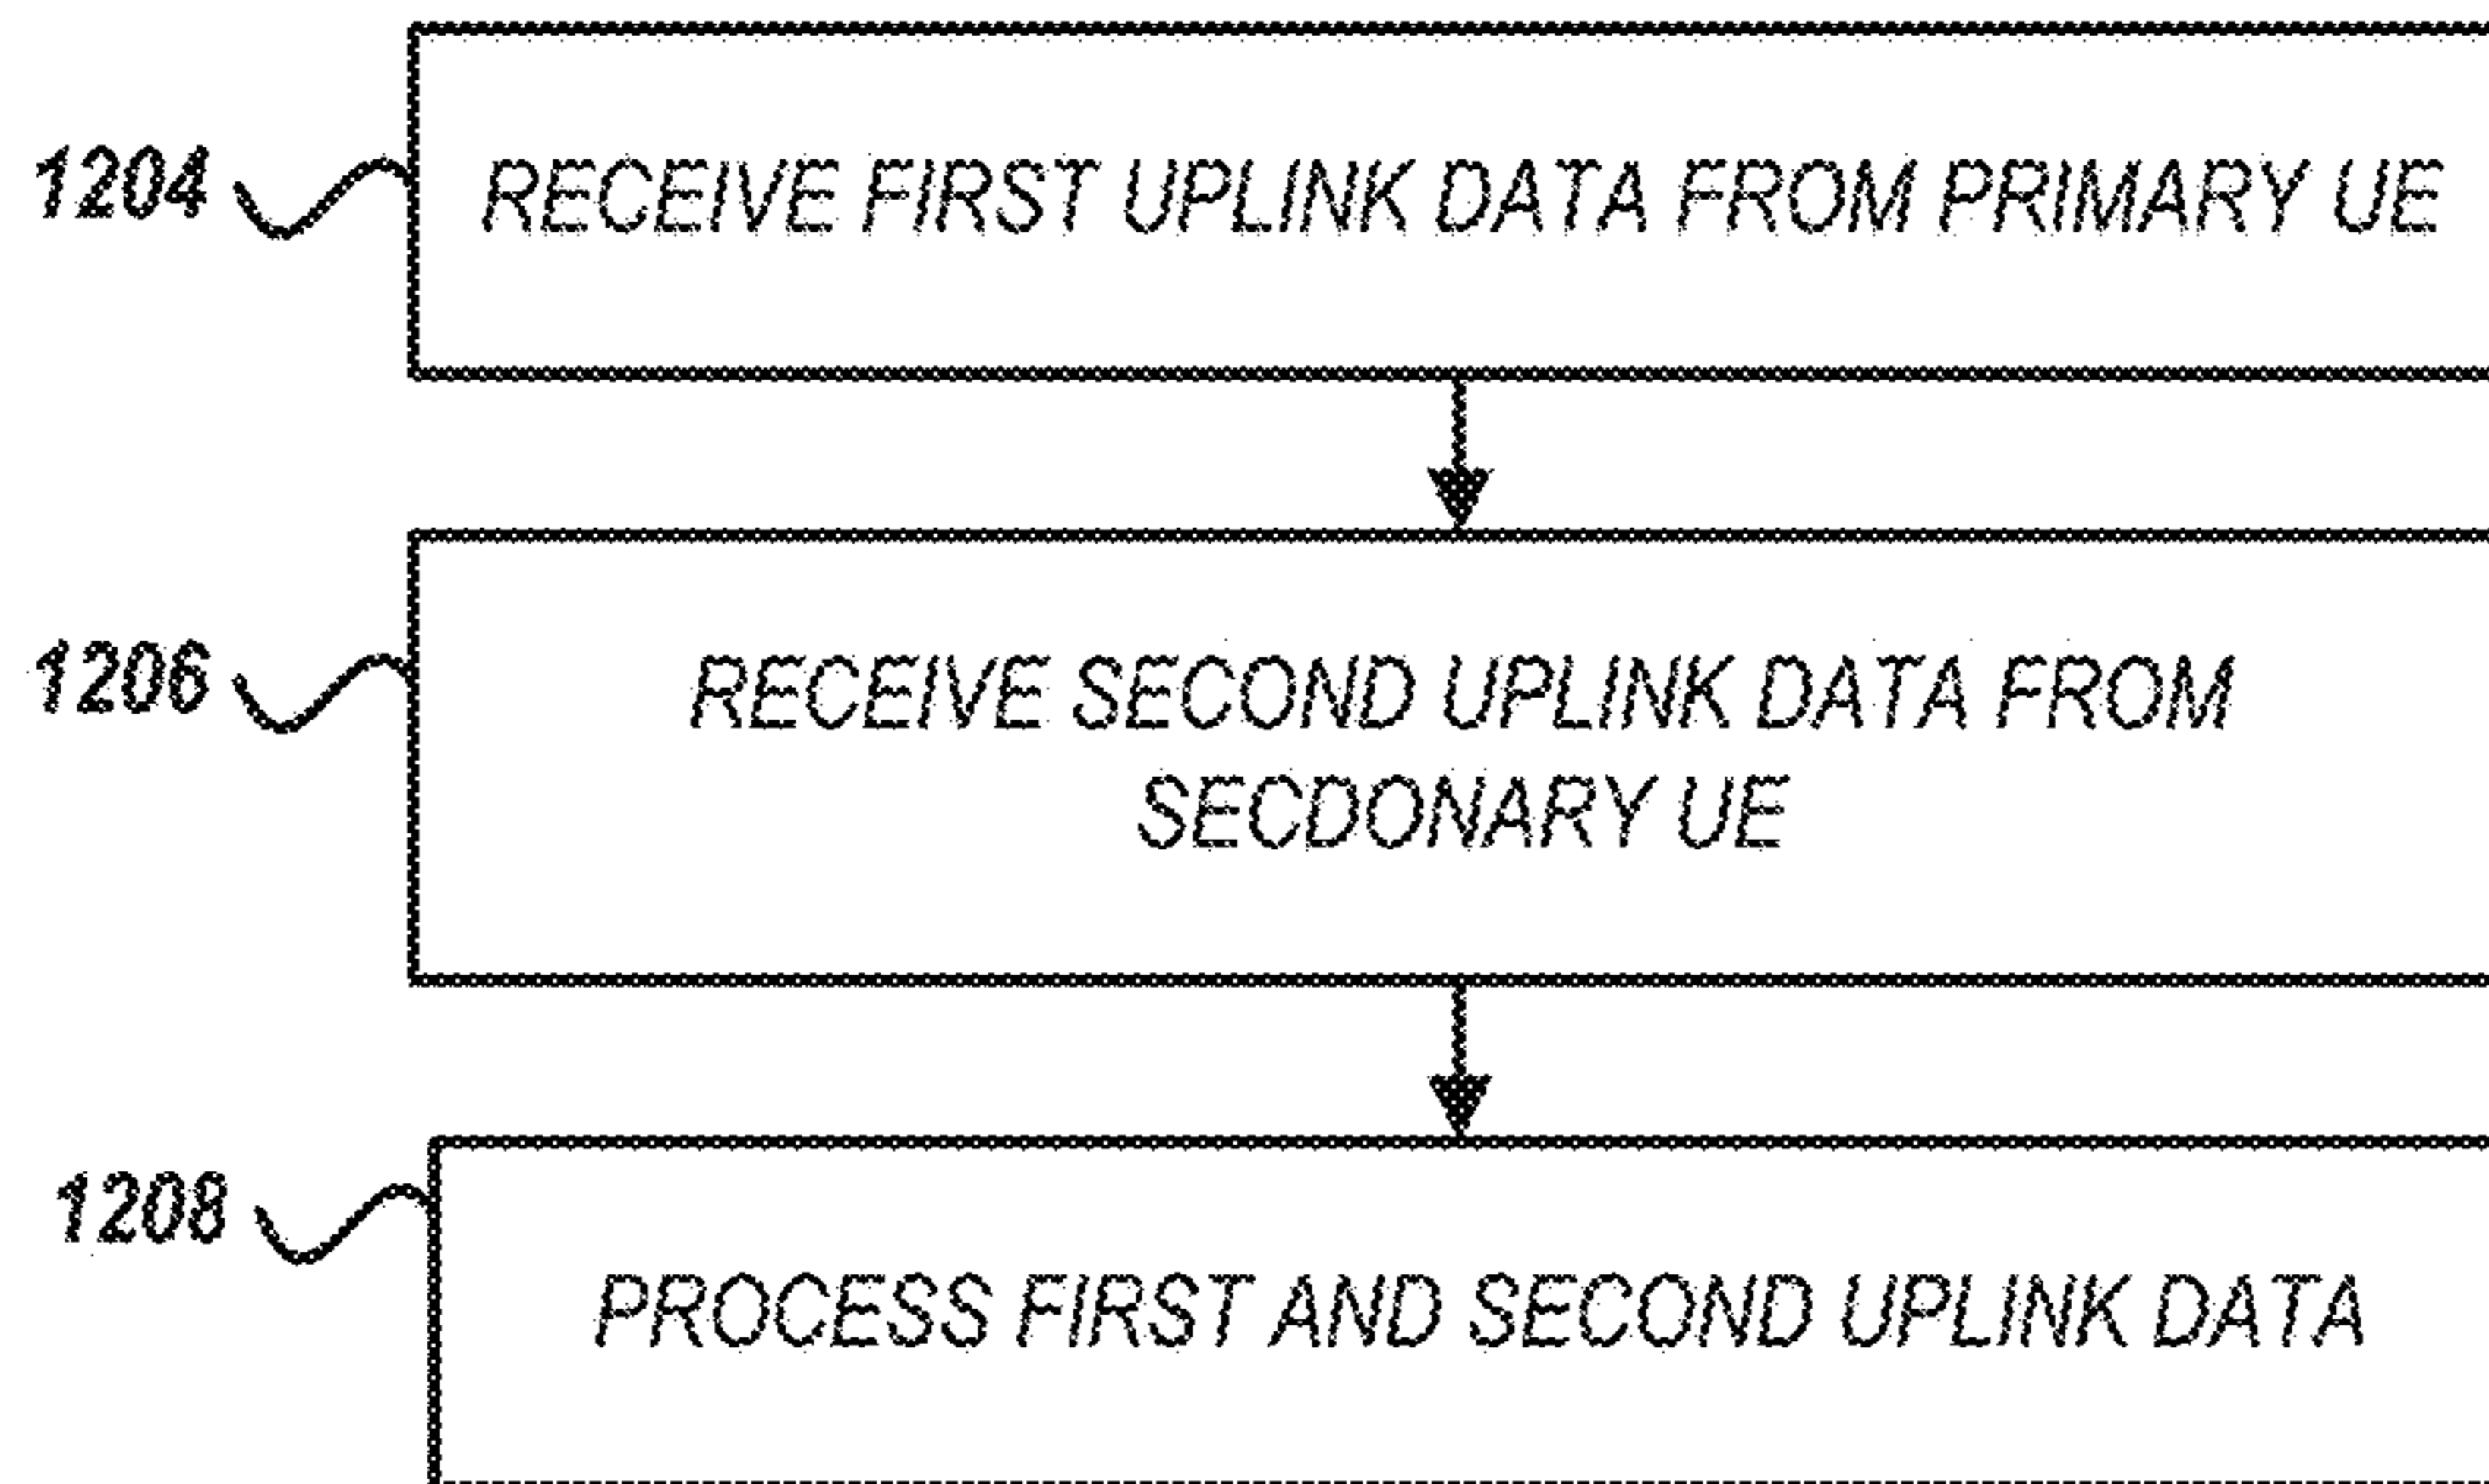 1204 RECEIVE FIRST UPLINK DATA FROM PRIMARY UE
1206 RECEIVE SECOND UPLINK DATA FROM
SECDONARY UE
1208 PROCESS FIRST AND SECOND UPLINK DATA